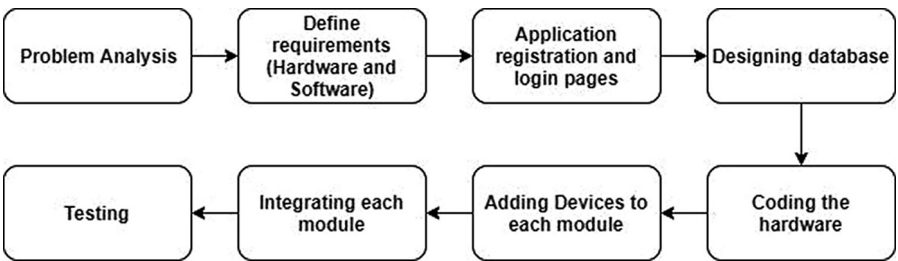 Problem Analysis
Define
requirements
(Hardware and
Software)
Application
registration and
login pages
Designing database
Coding the
hardware
Adding Devices to
each module
Integrating each
module
Testing